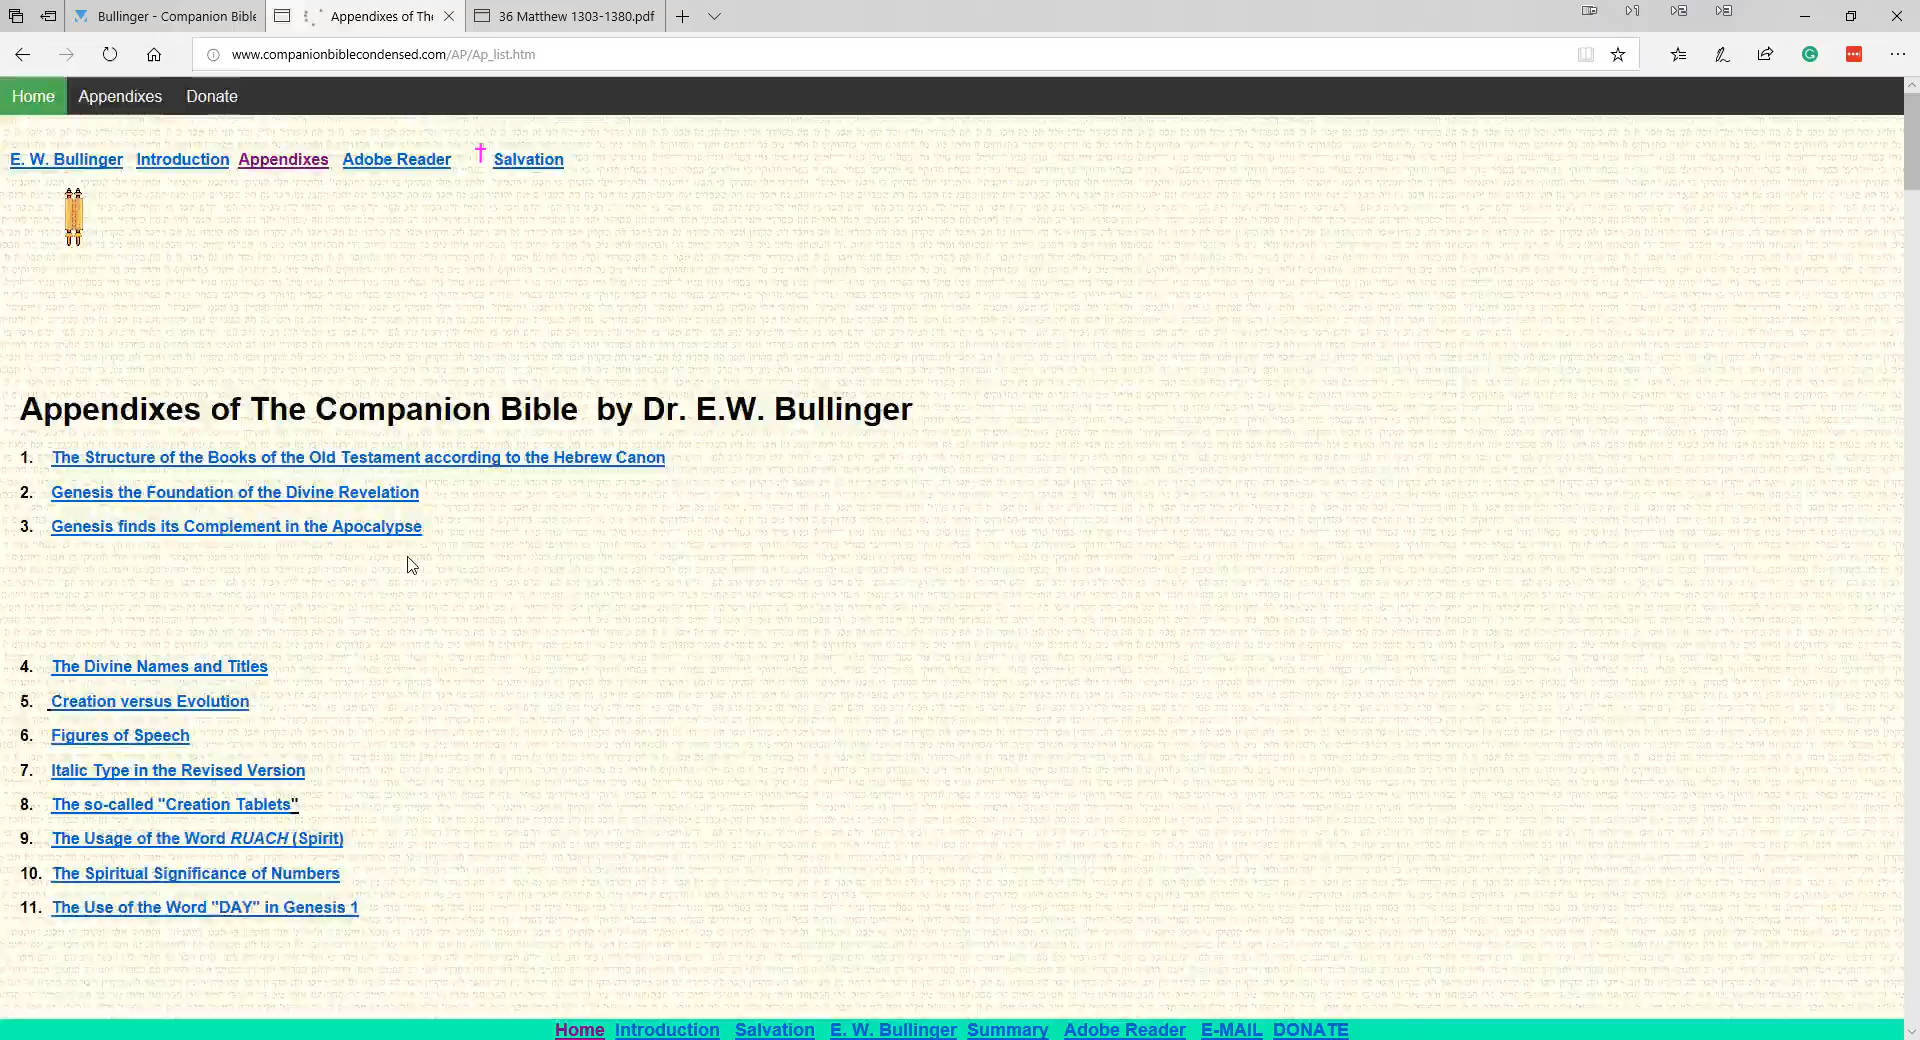 Bullinger - Companion Bible
Appendixes of The
36 Matthew 1303-1380.pdf
www.companionbiblecondensed.com/AP/Ap_list.htm
Home Appendixes Donate
E. W. Bullinger Introduction Appendixes Adobe Reader † Salvation
Appendixes of The Companion Bible by Dr. E.W. Bullinger
1. The Structure of the Books of the Old Testament according to the Hebrew Canon
2. Genesis the Foundation of the Divine Revelation
3. Genesis finds its Complement in the Apocalypse
4. The Divine Names and Titles
5. Creation versus Evolution
6. Figures of Speech
7. Italic Type in the Revised Version
8. The so-called "Creation Tablets"
9. The Usage of the Word RUACH (Spirit)
10. The Spiritual Significance of Numbers
11. The Use of the Word "DAY" in Genesis 1
Home Introduction Salvation E. W. Bullinger Summary Adobe Reader E-MAIL DONATE